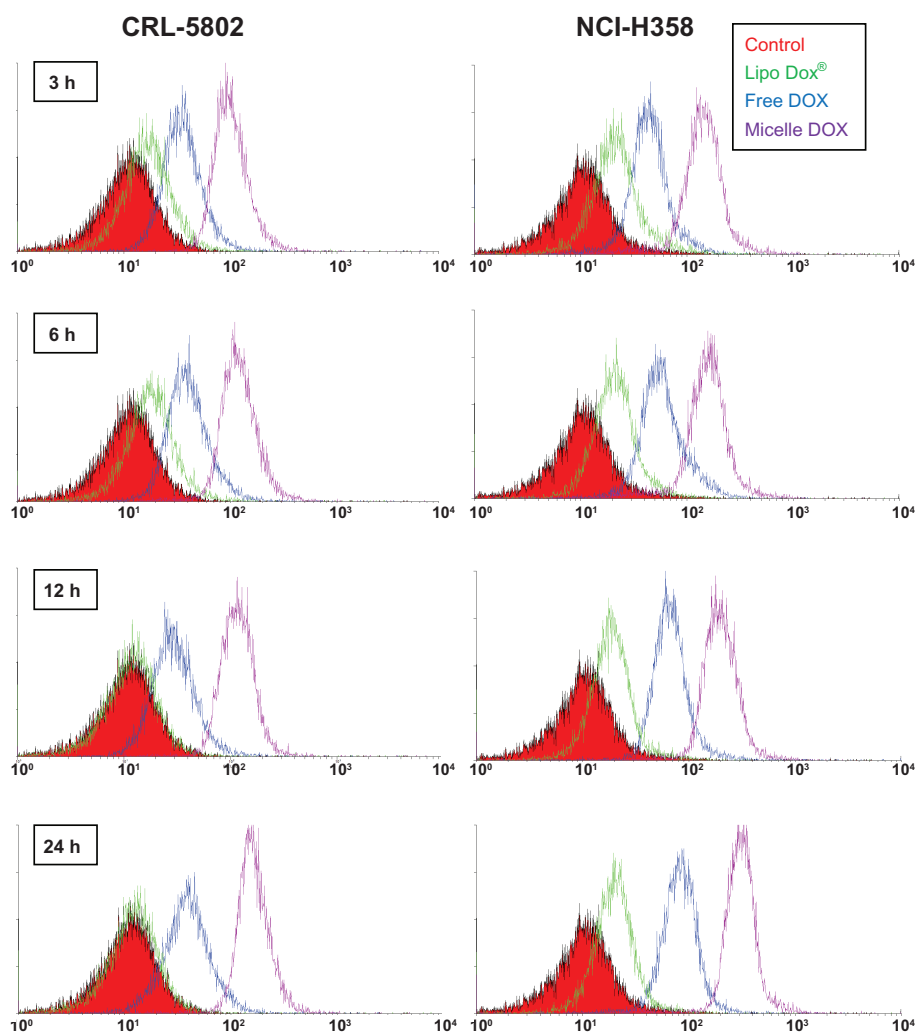 CRL-5802 NCI-H358
Control
Lipo Dox®
Free DOX
Micelle DOX
3 h
10⁰ 10¹ 10² 10³ 10⁴ 10⁰ 10¹ 10² 10³ 10⁴
6 h
10⁰ 10¹ 10² 10³ 10⁴ 10⁰ 10¹ 10² 10³ 10⁴
12 h
10⁰ 10¹ 10² 10³ 10⁴ 10⁰ 10¹ 10² 10³ 10⁴
24 h
10⁰ 10¹ 10² 10³ 10⁴ 10⁰ 10¹ 10² 10³ 10⁴